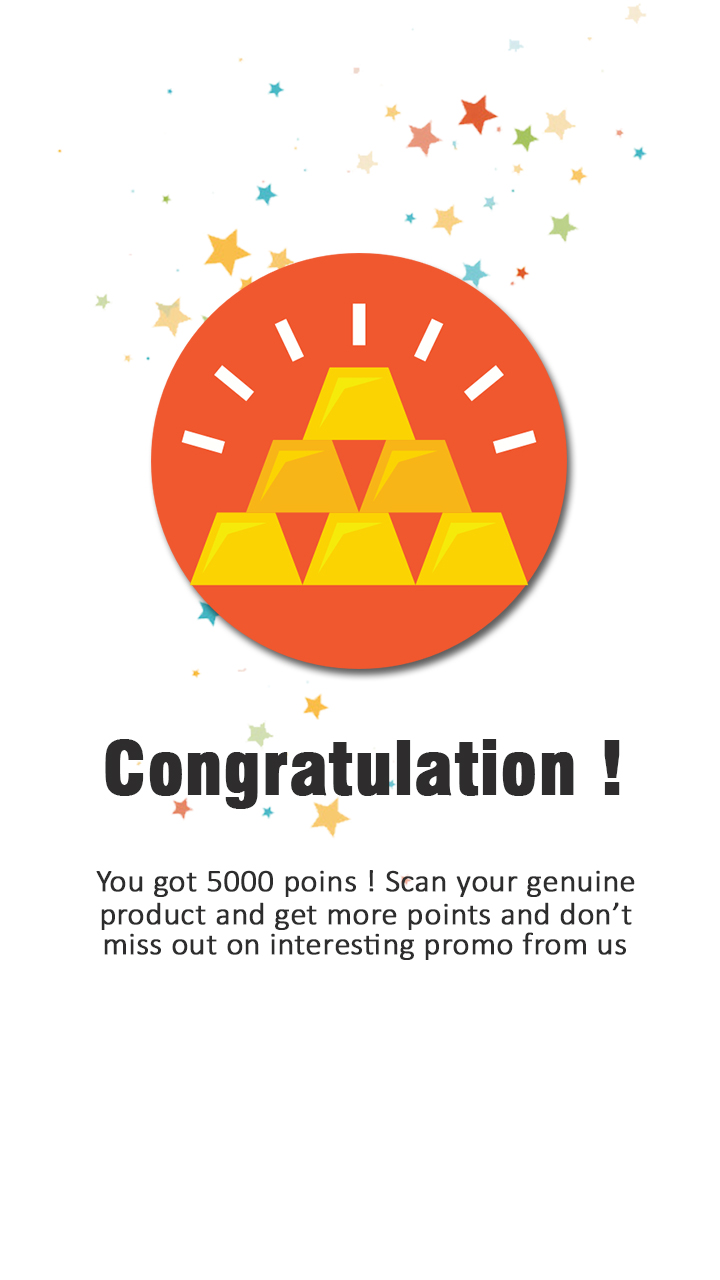 Congratulation !
You got 5000 poins ! Scan your genuine
product and get more points and don’t
miss out on interesting promo from us